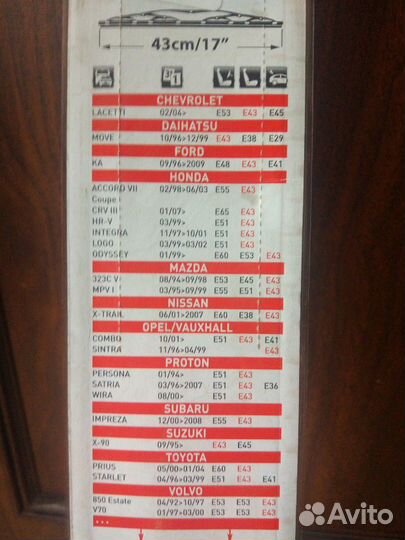 43cm/17"
CHEVROLET
LACETTI 02/04> E53 E43 E45
DAIHATSU
MOVE 10/96>12/99 E43 E38 E29
FORD
KA 09/96>2009 E48 E43 E41
HONDA
ACCORD VII 02/98>06/03 E55 E43
Coupe
CRV III 01/07> E65 E43
HR-V 03/99> E51 E43
INTEGRA 11/97>10/01 E51 E43
LOGO 03/99>03/02 E51 E43
ODYSSEY 01/99> E60 E53 E43
MAZDA
323C V 08/94>09/98 E53 E45 E43
MPV I 03/95>09/99 E55 E51 E43
NISSAN
X-TRAIL 06/01>2007 E60 E38 E43
OPEL/VAUXHALL
COMBO 10/01> E51 E43 E41
SINTRA 11/96>04/99 E43
PROTON
PERSONA 01/94> E51 E43
SATRIA 03/96>2007 E51 E43 E36
WIRA 08/00> E51 E43
SUBARU
IMPREZA 12/00>2008 E55 E43
SUZUKI
X-90 09/95> E43 E45
TOYOTA
PRIUS 05/00>01/04 E60 E43
STARLET 04/96>03/99 E51 E43 E41
VOLVO
850 Estate 04/92>10/97 E53 E53 E43
V70 01/97>03/00 E53 E53 E43
...
Avito